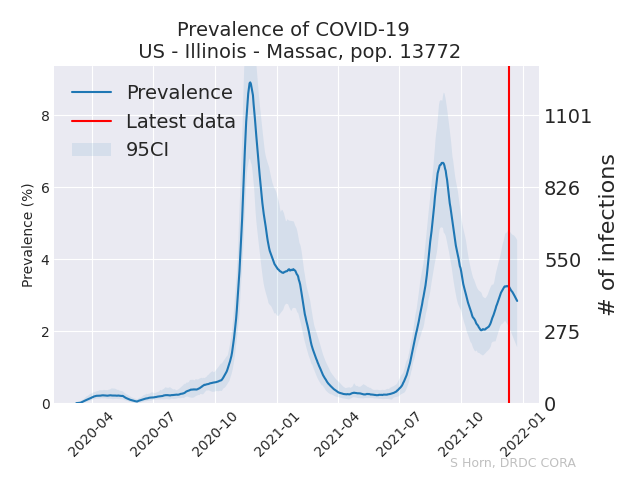 Prevalence of COVID-19
US - Illinois - Massac, pop. 13772
Prevalence
Latest data
95CI
Prevalence (%)
8
6
4
2
0
1101
826
550
275
0
# of infections
2020-04
2020-07
2020-10
2021-01
2021-04
2021-07
2021-10
2022-01
S Horn, DRDC CORA